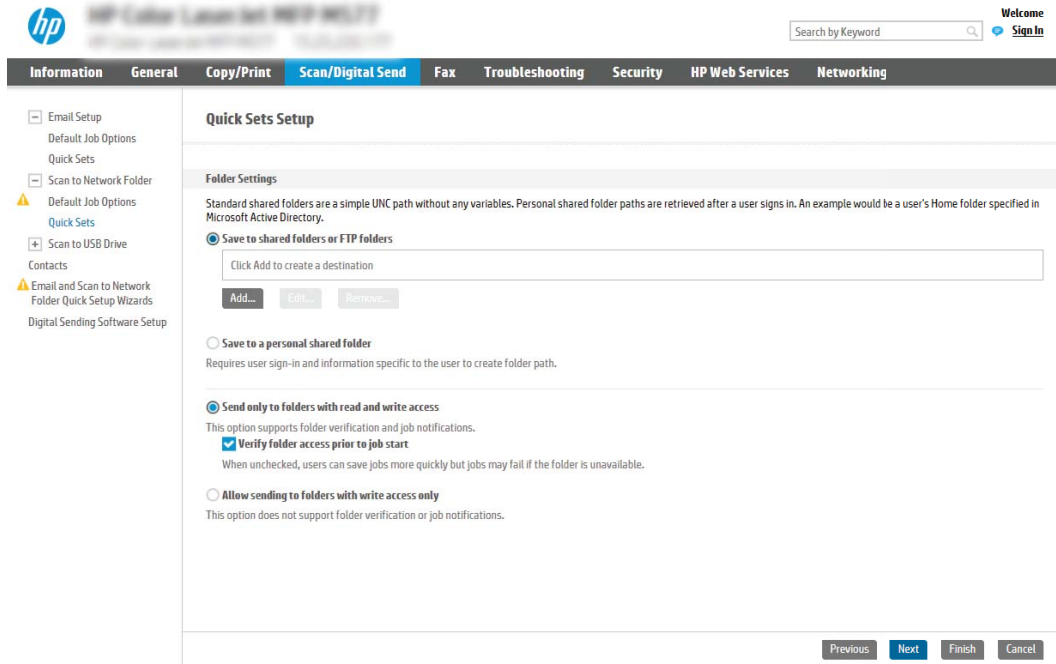 hp
Welcome
Search by Keyword
Sign In
Information General Copy/Print Scan/Digital Send Fax Troubleshooting Security HP Web Services Networking
Email Setup
Default Job Options
Quick Sets
Scan to Network Folder
Default Job Options
Quick Sets
Scan to USB Drive
Contacts
Email and Scan to Network
Folder Quick Setup Wizards
Digital Sending Software Setup
Quick Sets Setup
Folder Settings
Standard shared folders are a simple UNC path without any variables. Personal shared folder paths are retrieved after a user signs in. An example would be a user's Home folder specified in
Microsoft Active Directory.
Save to shared folders or FTP folders
Click Add to create a destination
Add... Edit... Remove...
Save to a personal shared folder
Requires user sign-in and information specific to the user to create folder path.
Send only to folders with read and write access
This option supports folder verification and job notifications.
Verify folder access prior to job start
When unchecked, users can save jobs more quickly but jobs may fail if the folder is unavailable.
Allow sending to folders with write access only
This option does not support folder verification or job notifications.
Previous Next Finish Cancel